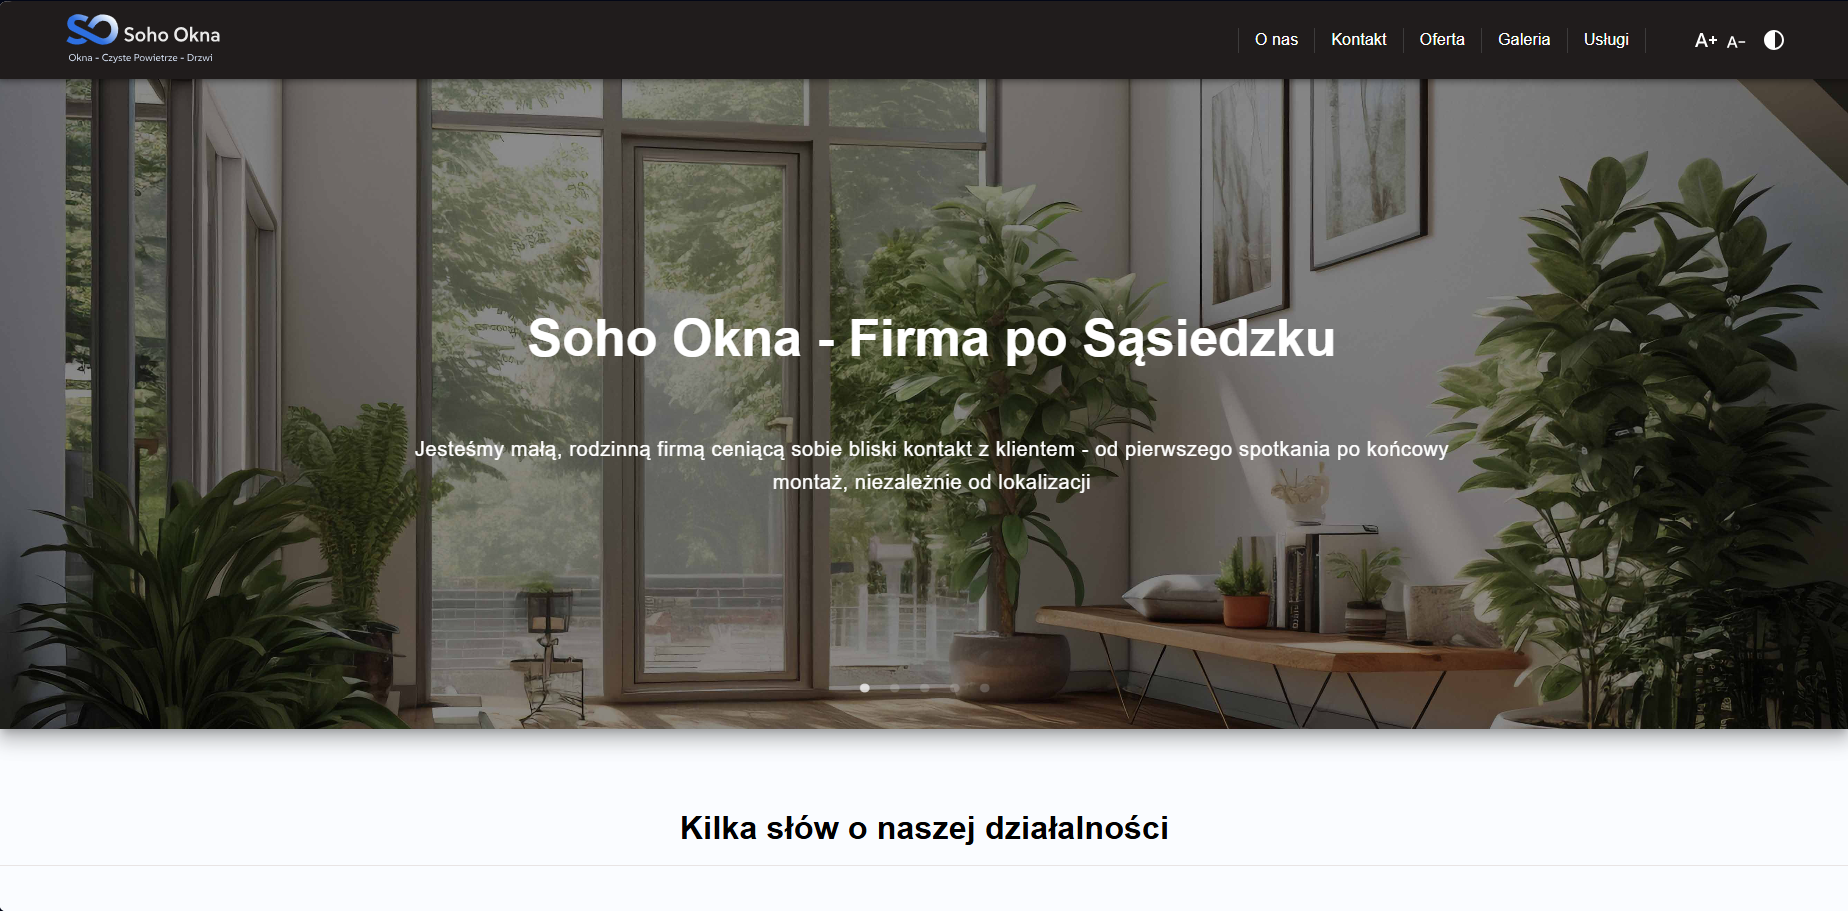 Soho Okna
Okna - Czyste Powietrze - Drzwi
O nas
Kontakt
Oferta
Galeria
Usługi
A+ A-
Soho Okna - Firma po Sąsiedzku
Jesteśmy małą, rodzinną firmą ceniącą sobie bliski kontakt z klientem - od pierwszego spotkania po końcowy
montaż, niezależnie od lokalizacji
Kilka słów o naszej działalności